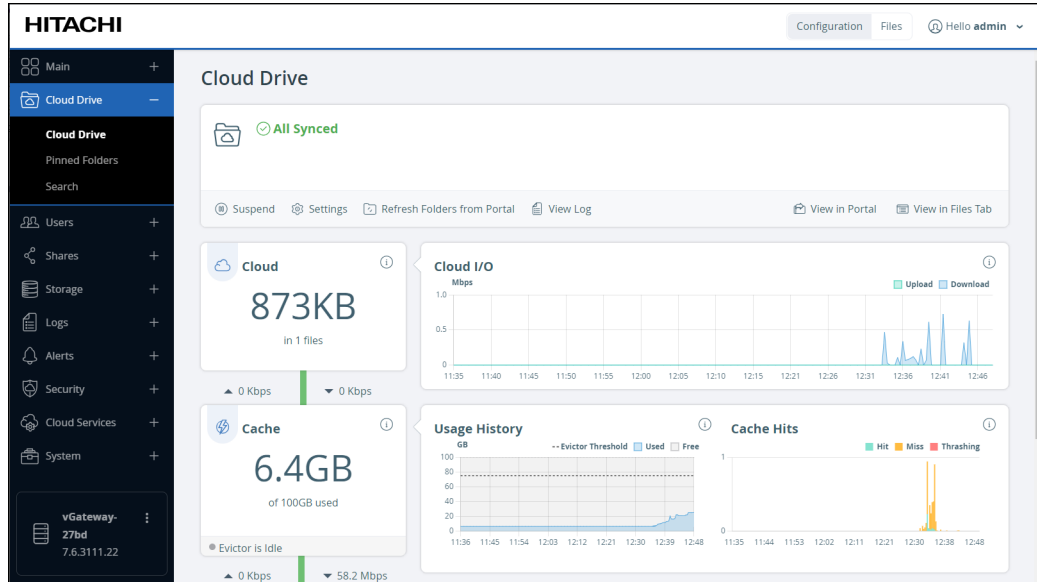 HITACHI
Configuration Files Hello admin
Main
Cloud Drive
Cloud Drive
Pinned Folders
Search
Users
Shares
Storage
Logs
Alerts
Security
Cloud Services
System
vGateway-
27bd
7.6.3111.22
Cloud Drive
All Synced
Suspend Settings Refresh Folders from Portal View Log View in Portal View in Files Tab
Cloud
873KB
in 1 files
0 Kbps 0 Kbps
Cloud I/O
Mbps
Upload Download
1.0
0.5
0
11:35 11:40 11:45 11:50 11:55 12:00 12:05 12:10 12:15 12:21 12:26 12:31 12:36 12:41 12:46
Cache
6.4GB
of 100GB used
Evictor is Idle
0 Kbps 58.2 Mbps
Usage History
GB
Evictor Threshold Used Free
100
80
60
40
20
0
11:36 11:45 11:54 12:03 12:12 12:21 12:30 12:39 12:48
Cache Hits
Hit Miss Thrashing
1
0
11:35 11:44 11:53 12:02 12:11 12:21 12:30 12:38 12:48